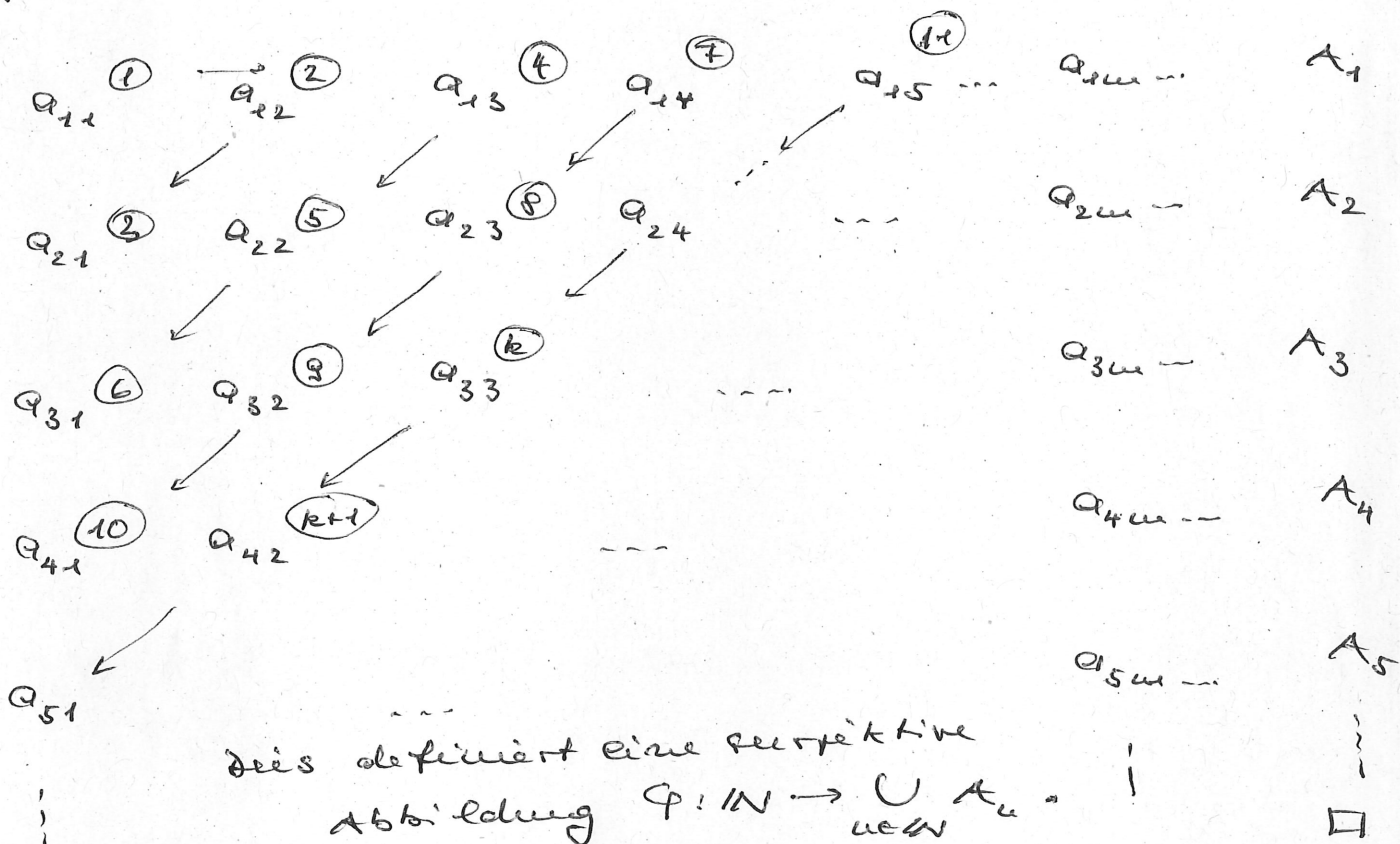 a₁₁ ① → a₁₂ ② a₁₃ ④ a₁₄ ⑦ a₁₅ ⑪ ... a₁ₘ ... A₁
a₂₁ ③ a₂₂ ⑤ a₂₃ ⑧ a₂₄ ... a₂ₘ ... A₂
a₃₁ ⑥ a₃₂ ⑨ a₃₃ ⓚ ... a₃ₘ ... A₃
a₄₁ ⑩ a₄₂ (k+1) ... a₄ₘ ... A₄
a₅₁ ... a₅ₘ ... A₅
Dies definiert eine surjektive
Abbildung φ: ℕ → ∪ Aₙ.
n∈ℕ
□